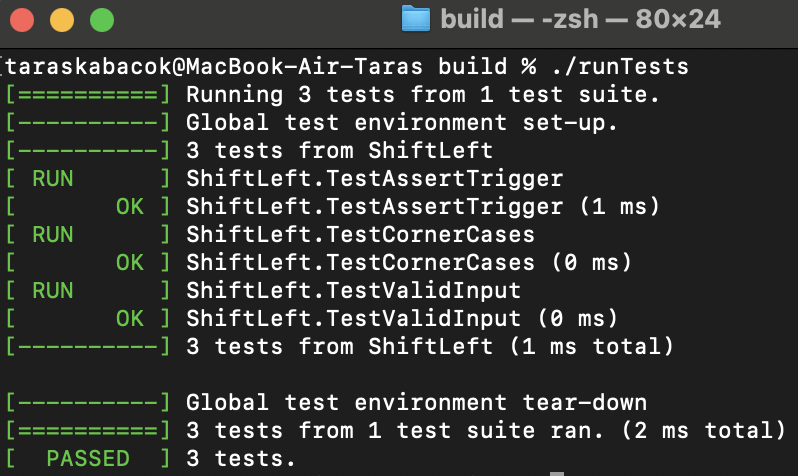 build — -zsh — 80×24
[taraskabacok@MacBook-Air-Taras build % ./runTests
[==========] Running 3 tests from 1 test suite.
[----------] Global test environment set-up.
[----------] 3 tests from ShiftLeft
[ RUN      ] ShiftLeft.TestAssertTrigger
[       OK ] ShiftLeft.TestAssertTrigger (1 ms)
[ RUN      ] ShiftLeft.TestCornerCases
[       OK ] ShiftLeft.TestCornerCases (0 ms)
[ RUN      ] ShiftLeft.TestValidInput
[       OK ] ShiftLeft.TestValidInput (0 ms)
[----------] 3 tests from ShiftLeft (1 ms total)
[----------] Global test environment tear-down
[==========] 3 tests from 1 test suite ran. (2 ms total)
[  PASSED  ] 3 tests.